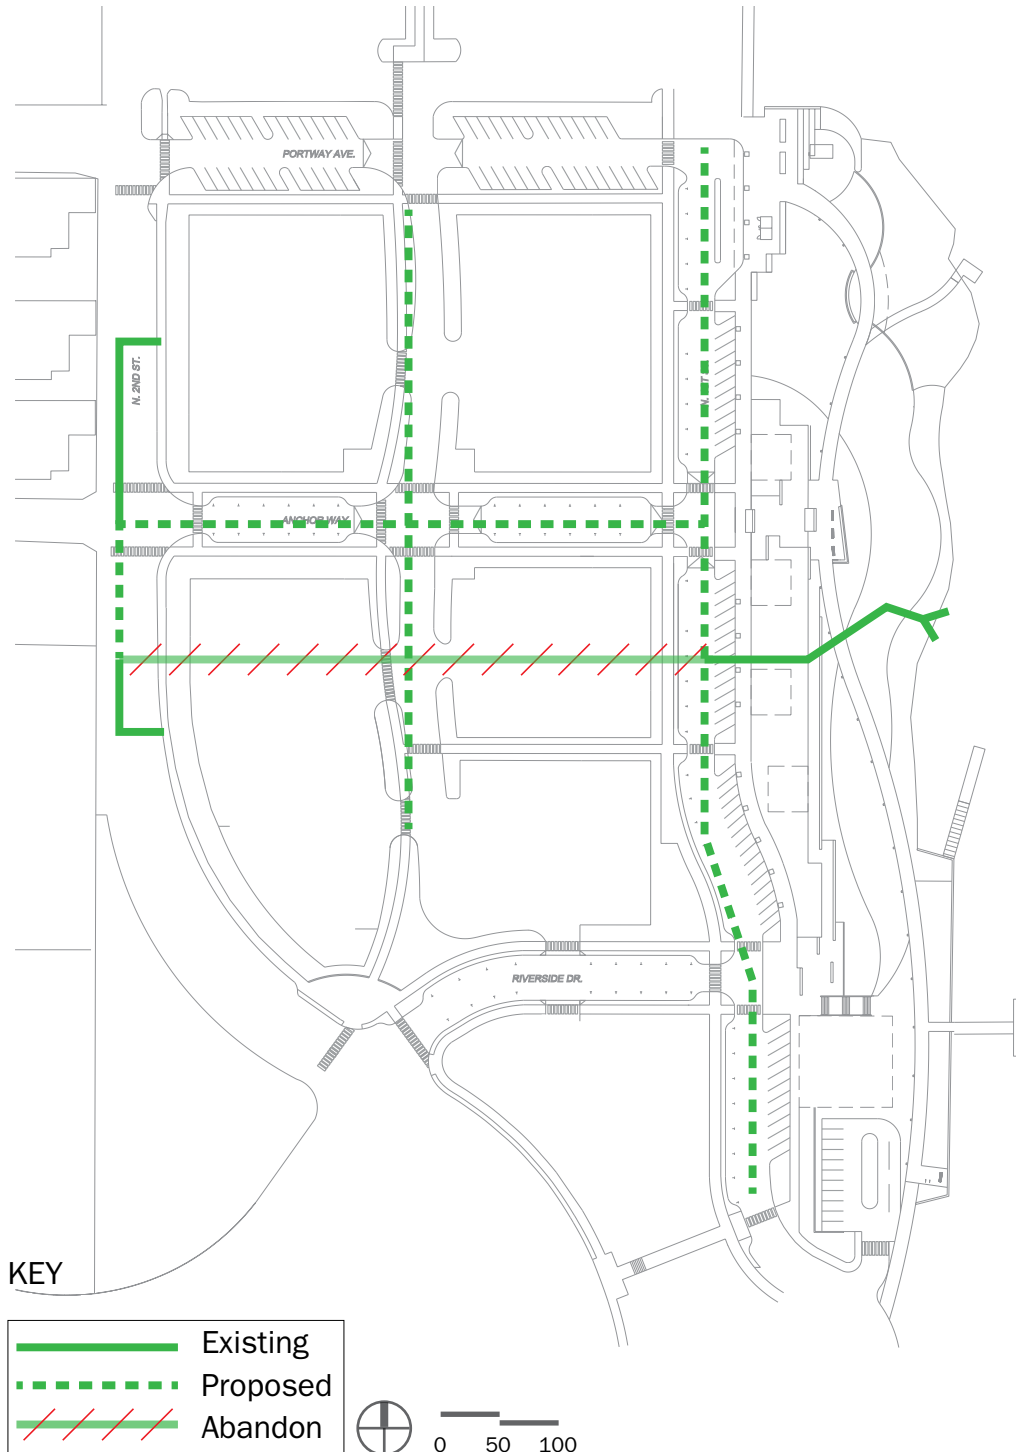 PORTWAY AVE.
N. 2ND ST.
ANCHOR WAY
RIVERSIDE DR.
KEY
Existing
Proposed
Abandon
0 50 100